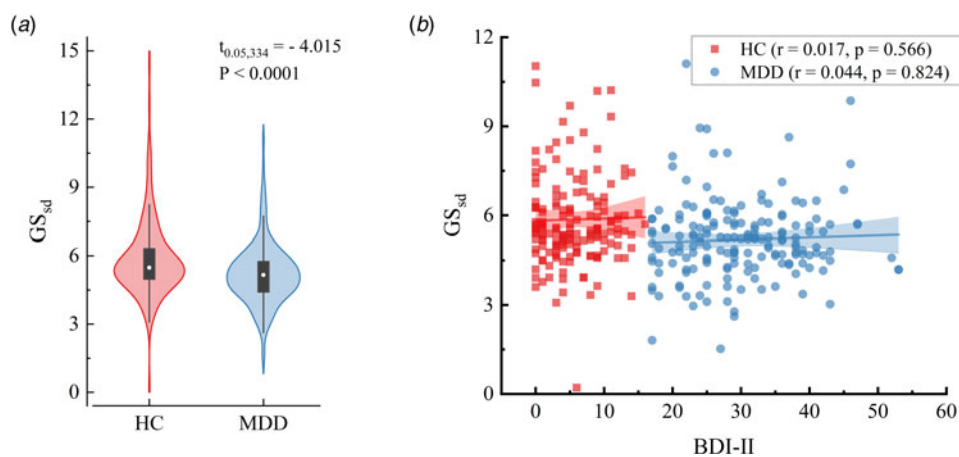 (a)
t0.05,334 = - 4.015
P < 0.0001
GSsd
15
12
9
6
3
0
HC
MDD
(b)
HC (r = 0.017, p = 0.566)
MDD (r = 0.044, p = 0.824)
GSsd
12
9
6
3
0
0
10
20
30
40
50
60
BDI-II